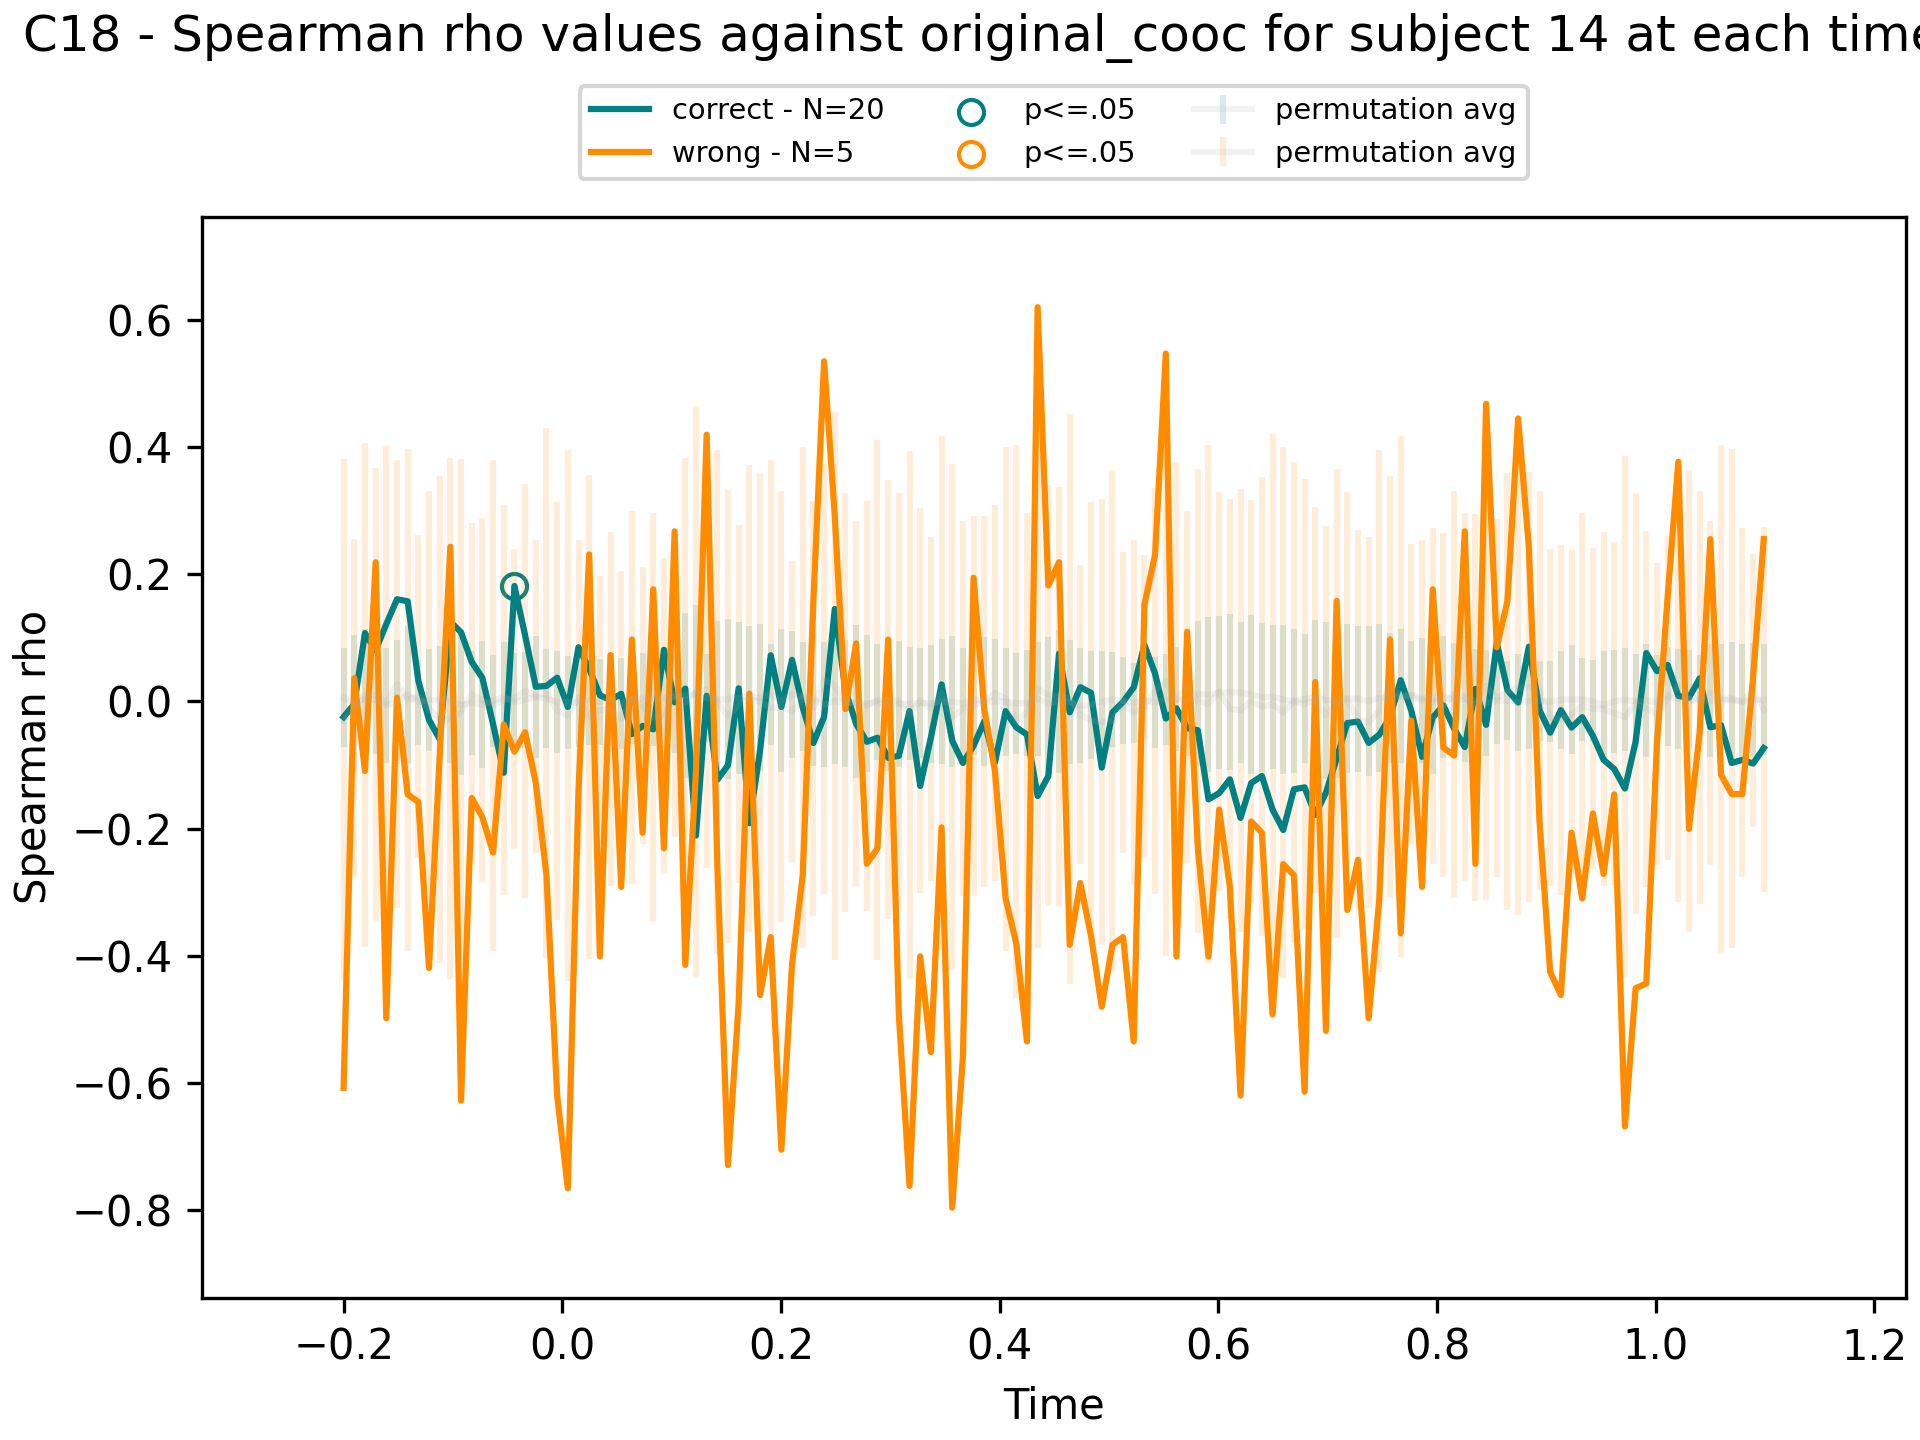 C18 - Spearman rho values against original_cooc for subject 14 at each time
correct - N=20 p<=.05 permutation avg
wrong - N=5 p<=.05 permutation avg
0.6
0.4
0.2
0.0
−0.2
−0.4
−0.6
−0.8
Spearman rho
−0.2 0.0 0.2 0.4 0.6 0.8 1.0 1.2
Time